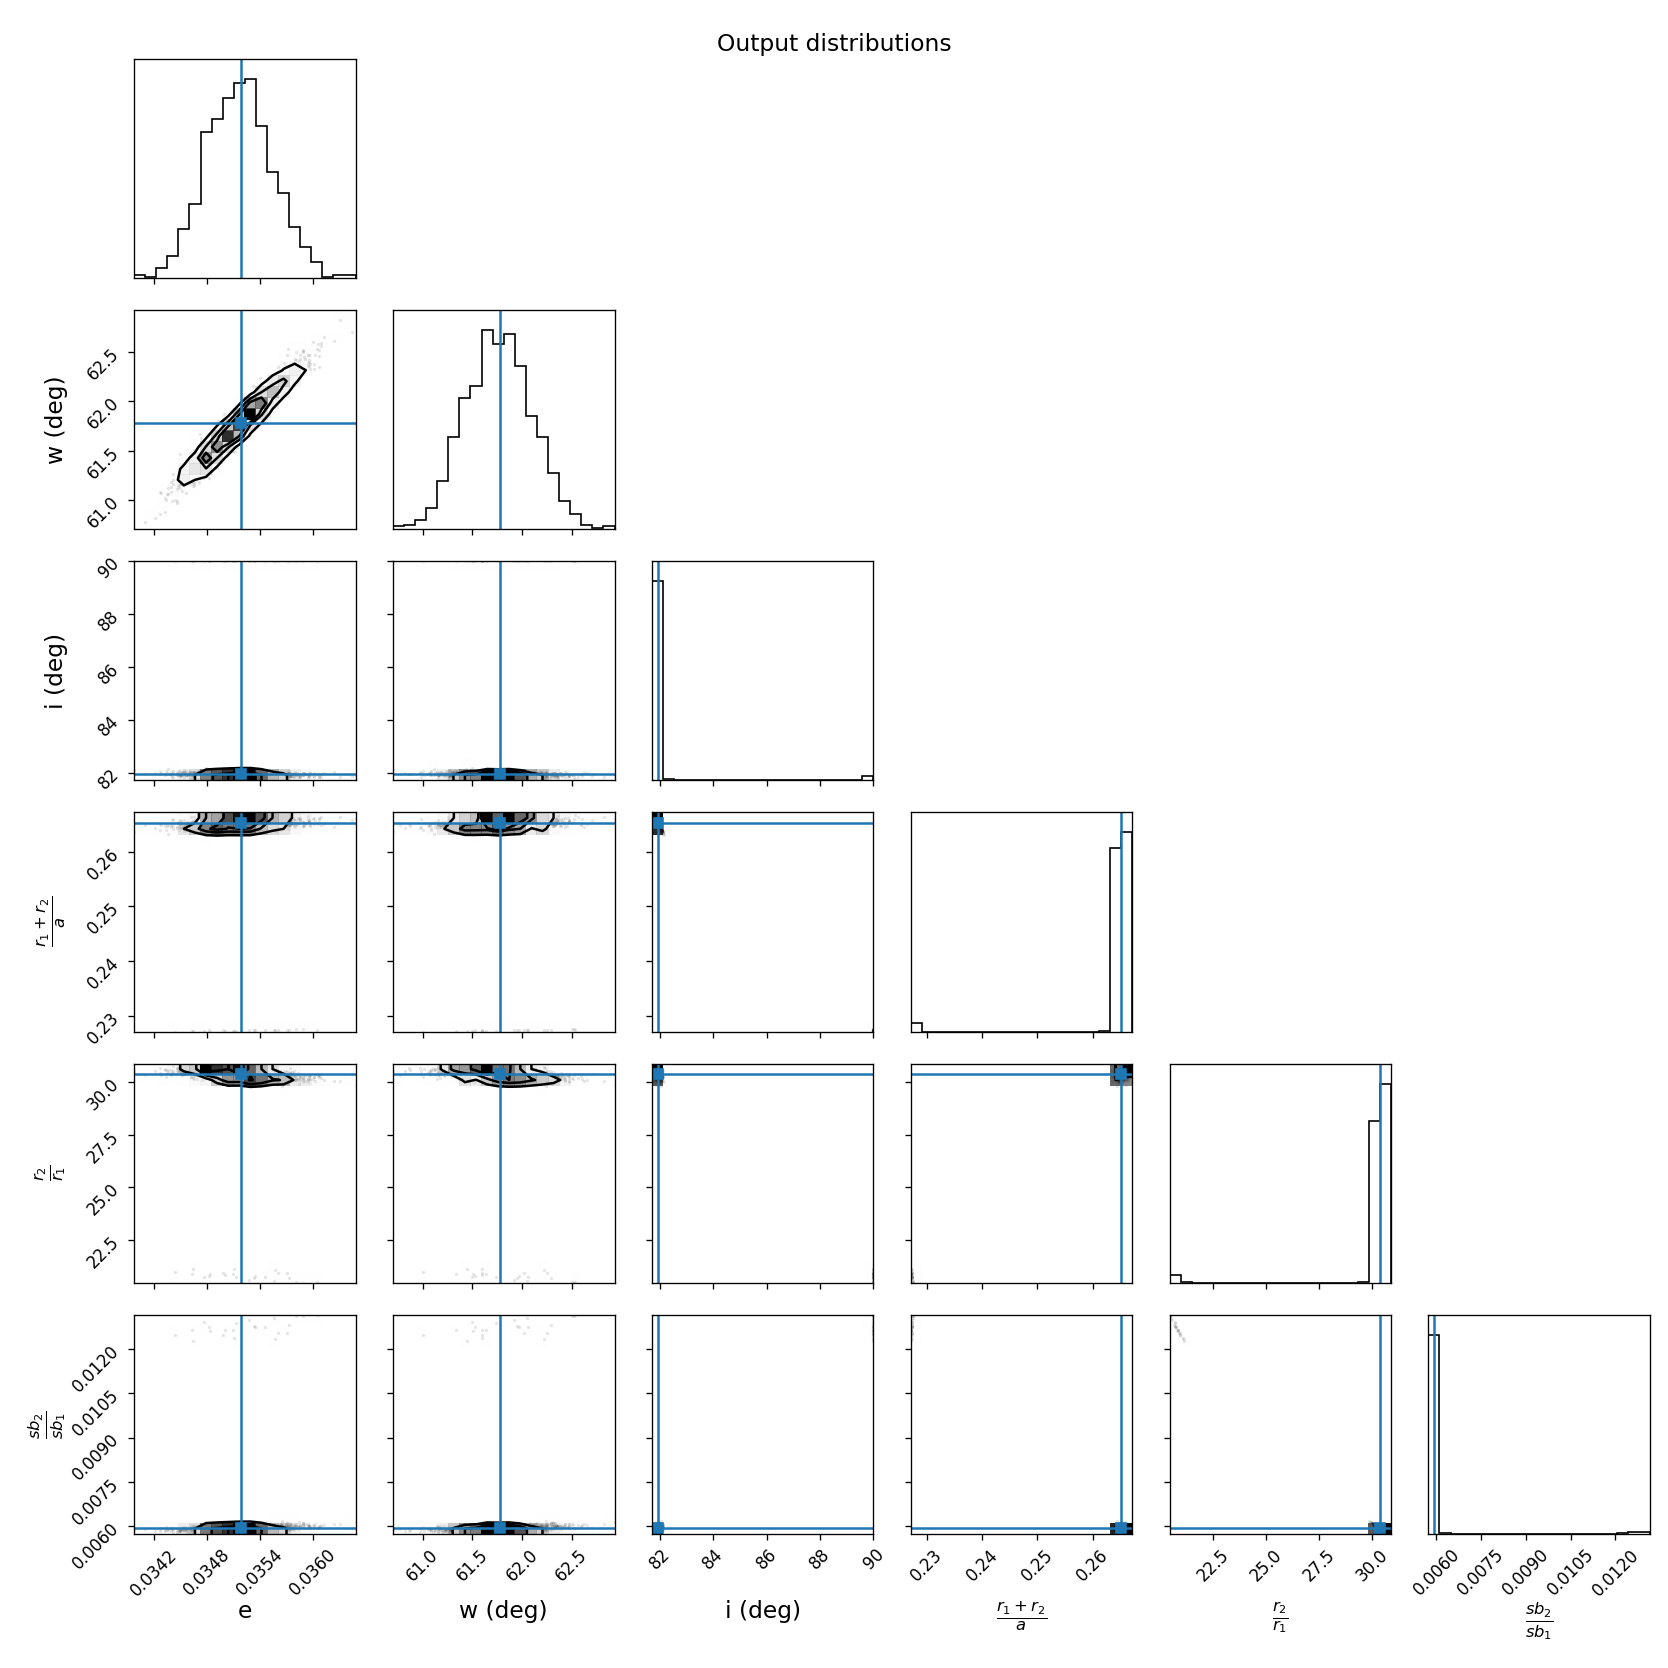 Output distributions
w (deg)
62.5
62.0
61.5
61.0
i (deg)
90
88
86
84
82
r₁ + r₂
a
0.26
0.25
0.24
0.23
r₂
r₁
30.0
27.5
25.0
22.5
sb₂
sb₁
0.0120
0.0105
0.0090
0.0075
0.0060
0.0342 0.0348 0.0354 0.0360 61.0 61.5 62.0 62.5 82 84 86 88 90 0.23 0.24 0.25 0.26 22.5 25.0 27.5 30.0 0.0060 0.0075 0.0090 0.0105 0.0120
e w (deg) i (deg)
r₁ + r₂ r₂ sb₂
a r₁ sb₁